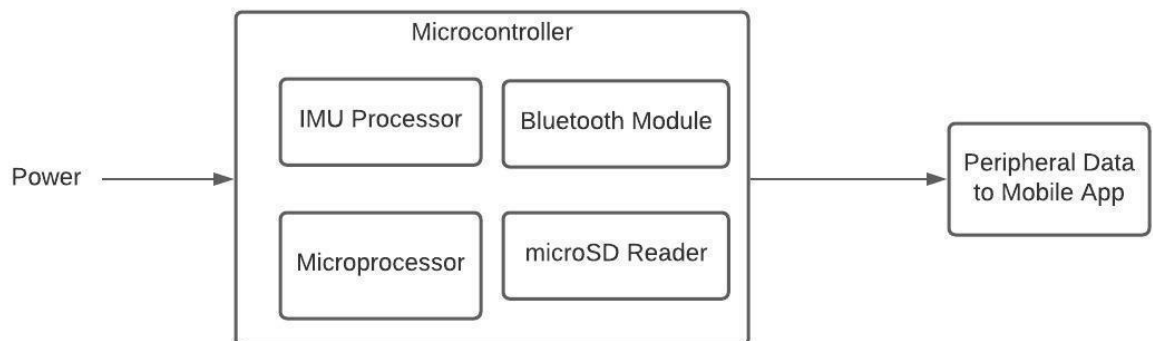 Microcontroller
IMU Processor
Bluetooth Module
Power
Peripheral Data
to Mobile App
Microprocessor
microSD Reader